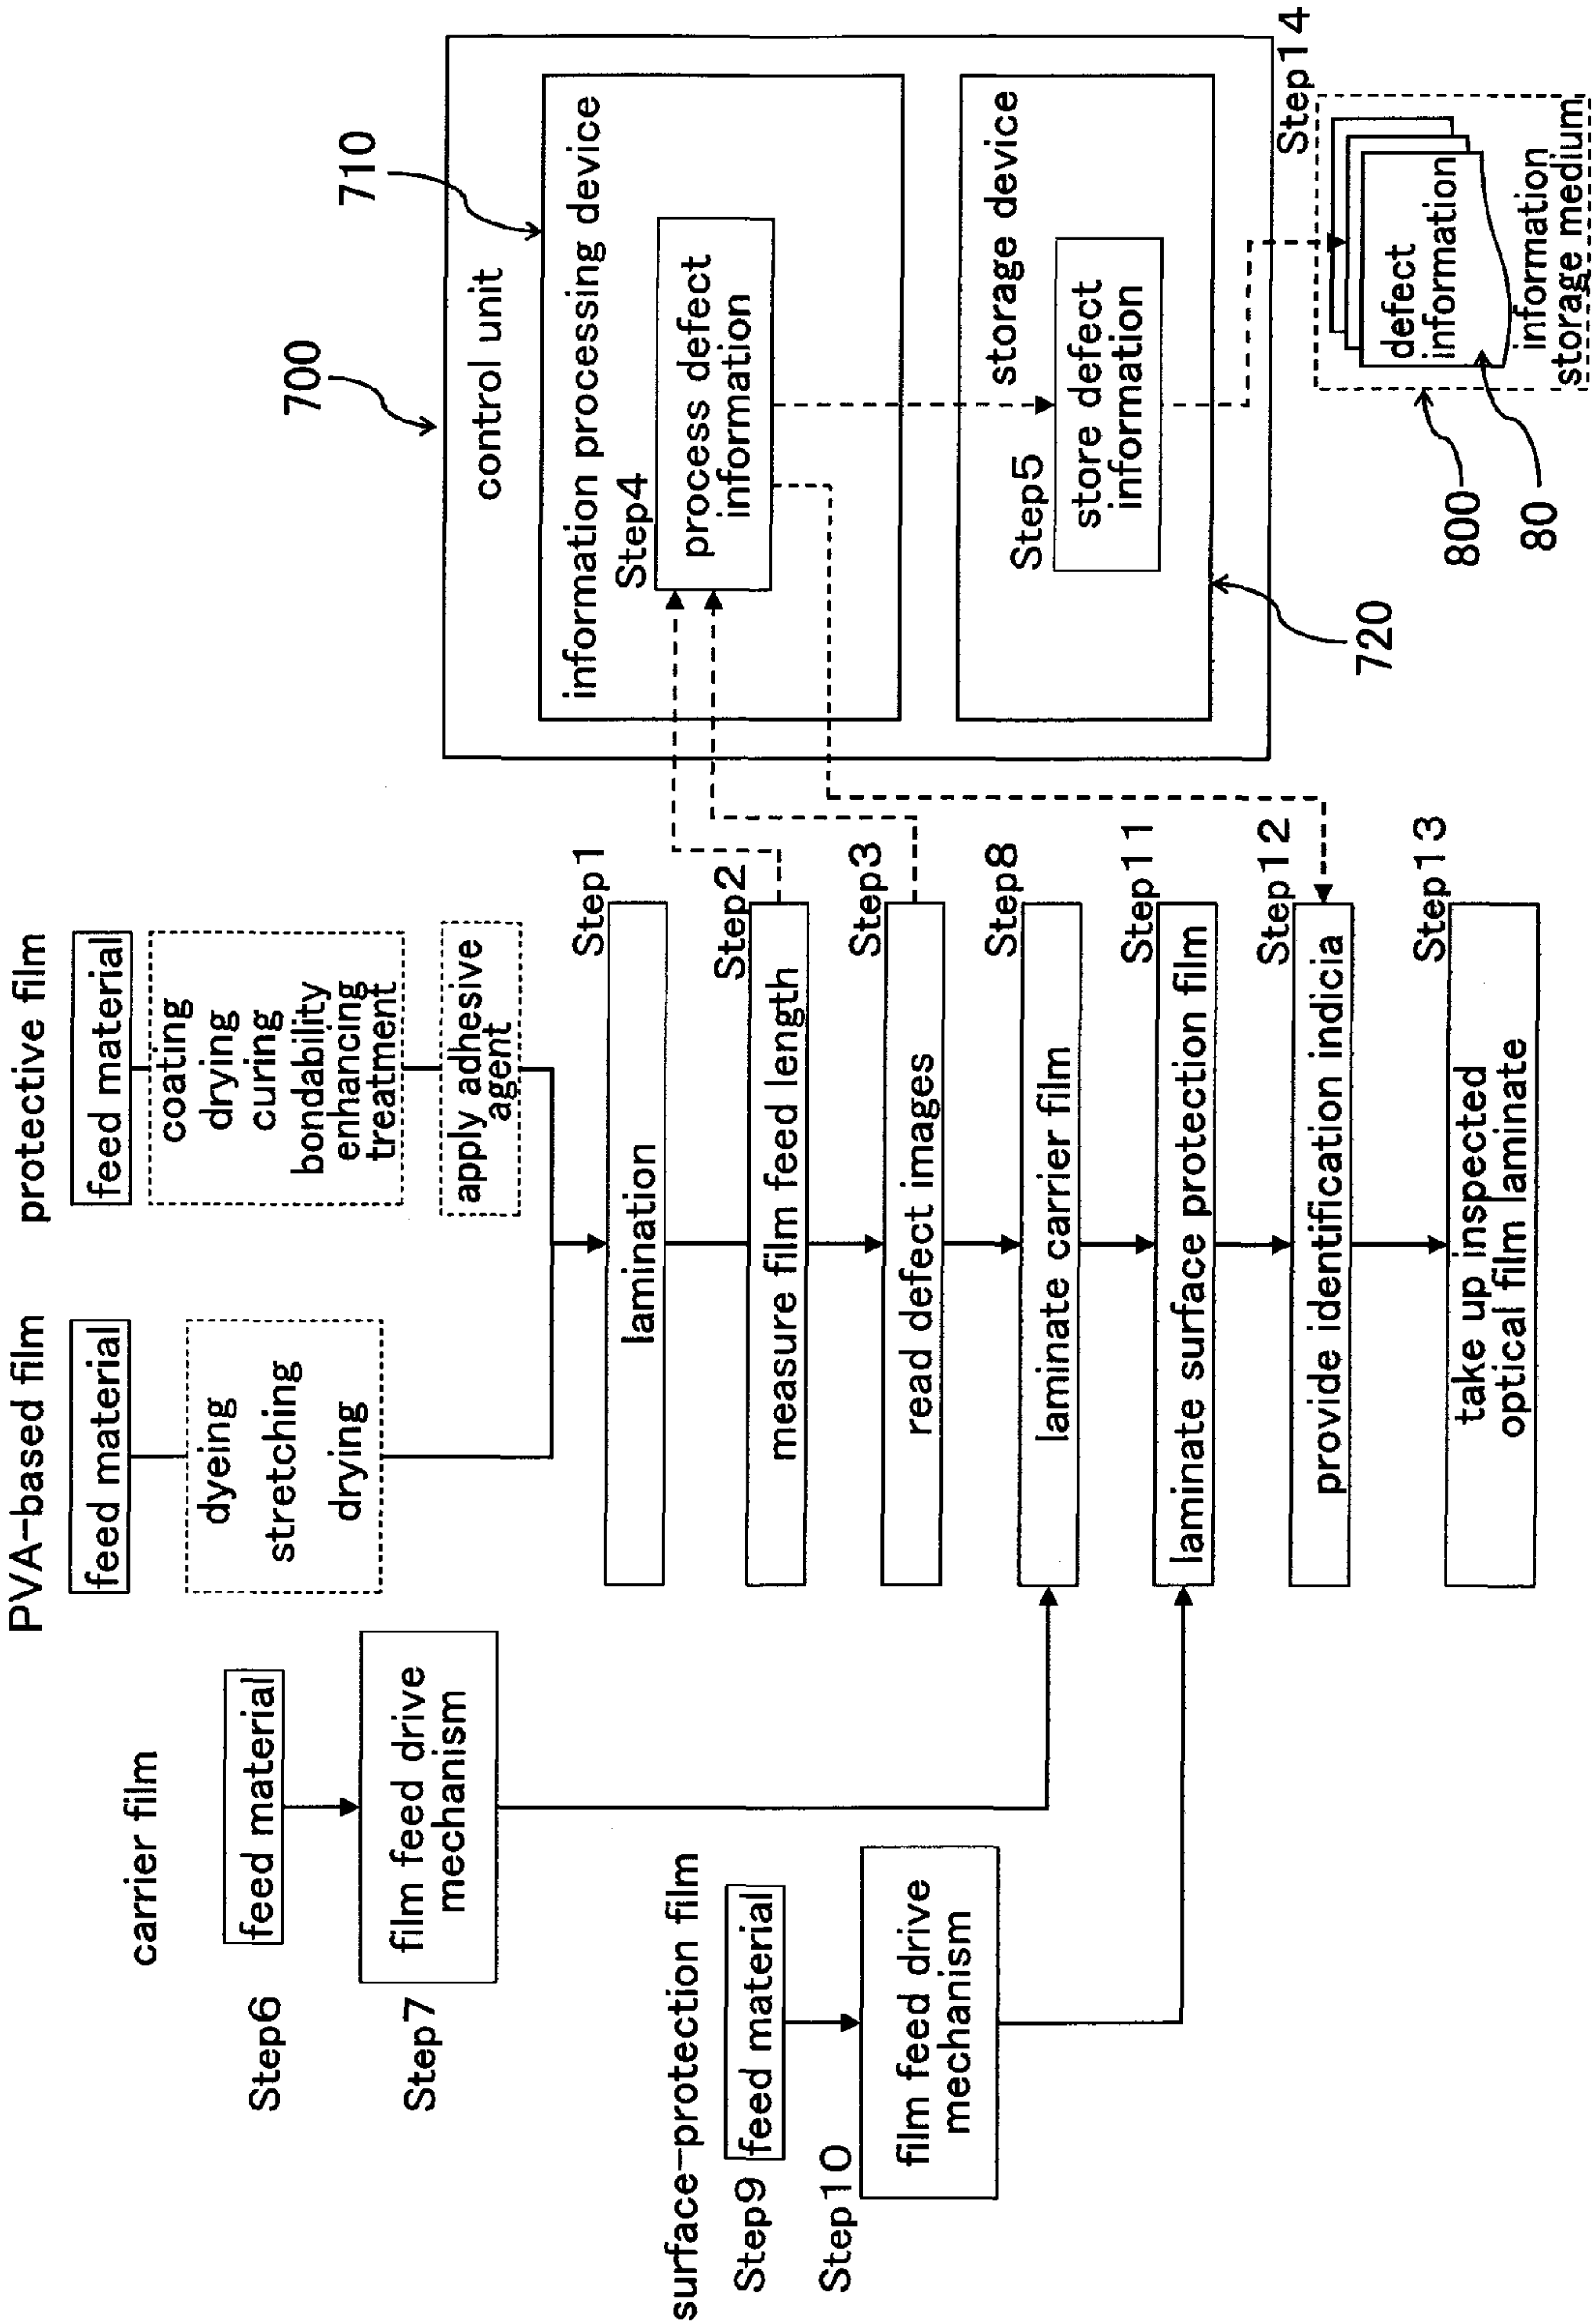 PVA-based film
feed material
dyeing
stretching
drying
protective film
feed material
coating
drying
curing
bondability
enhancing
treatment
apply adhesive
agent
carrier film
Step6
feed material
Step7
film feed drive
mechanism
surface-protection film
Step9
feed material
Step10
film feed drive
mechanism
Step1
lamination
Step2
measure film feed length
Step3
read defect images
Step8
laminate carrier film
Step11
laminate surface protection film
Step12
provide identification indicia
Step13
take up inspected
optical film laminate
700
control unit
710
information processing device
Step4
process defect
information
storage device
Step5
store defect
information
720
Step14
defect
information
information
storage medium
800
80